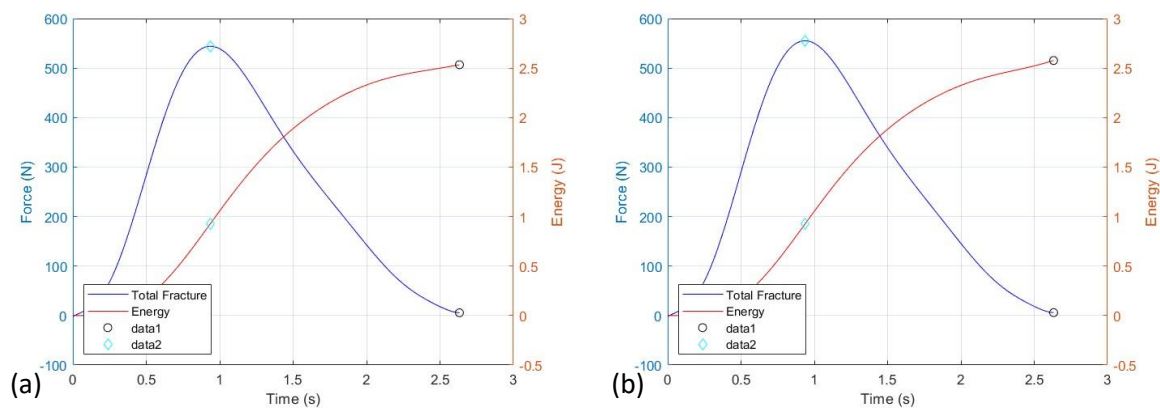 600
500
400
300
200
100
0
-100
Force (N)
3
2.5
2
1.5
1
0.5
0
-0.5
Energy (J)
Total Fracture
Energy
data1
data2
0 0.5 1 1.5 2 2.5 3
Time (s)
(a)
600
500
400
300
200
100
0
-100
Force (N)
3
2.5
2
1.5
1
0.5
0
-0.5
Energy (J)
Total Fracture
Energy
data1
data2
0 0.5 1 1.5 2 2.5 3
Time (s)
(b)